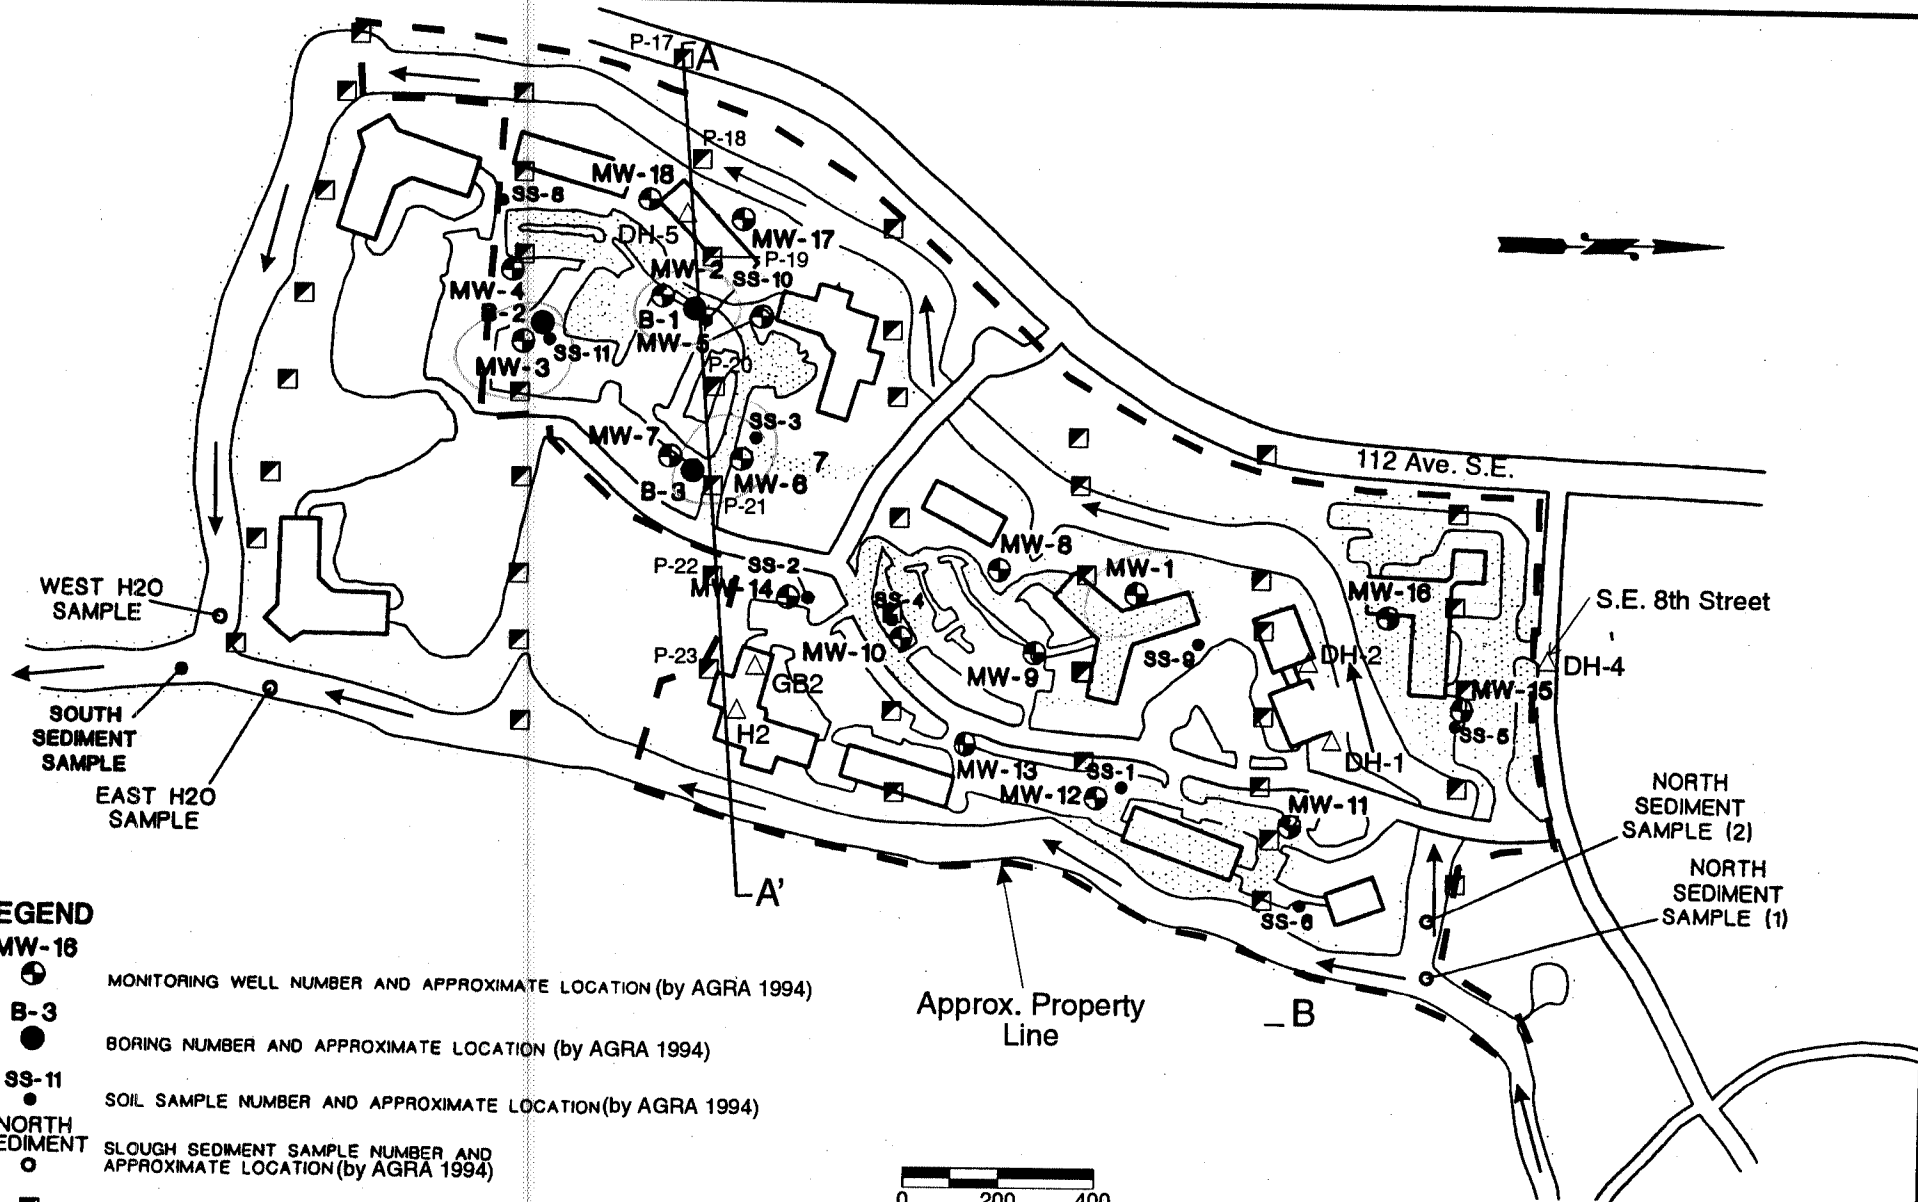 P-17
A
P-18
MW-18
SS-8
DH-5
MW-17
P-19
MW-2
SS-10
MW-4
B-2
B-1
MW-5
SS-11
MW-3
P-20
SS-3
MW-7
7
MW-6
B-3
P-21
112 Ave. S.E.
MW-8
P-22
SS-2
MW-1
MW-14
SS-4
MW-16
S.E. 8th Street
WEST H2O
SAMPLE
MW-10
P-23
SS-9
DH-2
DH-4
GB2
MW-9
MW-15
SOUTH
SEDIMENT
SAMPLE
H2
SS-5
DH-1
MW-13
SS-1
MW-12
MW-11
EAST H2O
SAMPLE
NORTH
SEDIMENT
SAMPLE (2)
NORTH
SEDIMENT
SAMPLE (1)
A'
SS-6
Approx. Property
Line
B
EGEND
MW-16
MONITORING WELL NUMBER AND APPROXIMATE LOCATION (by AGRA 1994)
B-3
BORING NUMBER AND APPROXIMATE LOCATION (by AGRA 1994)
SS-11
SOIL SAMPLE NUMBER AND APPROXIMATE LOCATION (by AGRA 1994)
NORTH
EDIMENT
SLOUGH SEDIMENT SAMPLE NUMBER AND
APPROXIMATE LOCATION (by AGRA 1994)
0 200 400